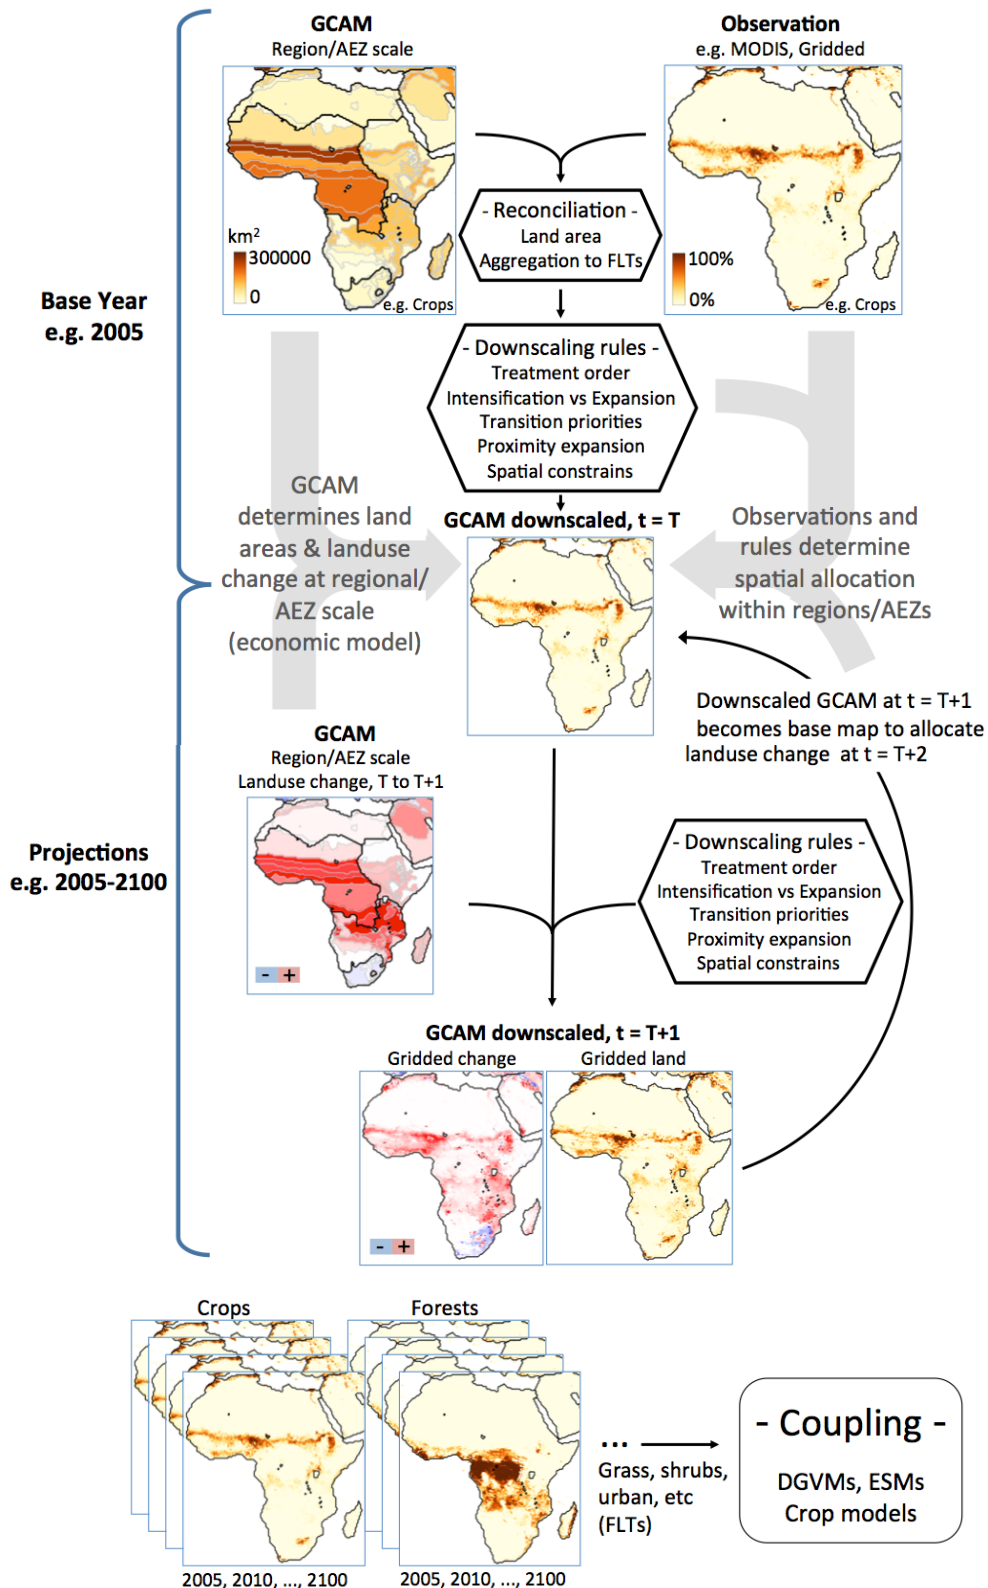 GCAM
Region/AEZ scale
Observation
e.g. MODIS, Gridded
km2
300000
0
e.g. Crops
- Reconciliation -
Land area
Aggregation to FLTs
100%
0%
e.g. Crops
Base Year
e.g. 2005
- Downscaling rules -
Treatment order
Intensification vs Expansion
Transition priorities
Proximity expansion
Spatial constrains
GCAM
determines land
areas & landuse
change at regional/
AEZ scale
(economic model)
GCAM downscaled, t = T
Observations and
rules determine
spatial allocation
within regions/AEZs
Downscaled GCAM at t = T+1
becomes base map to allocate
landuse change at t = T+2
GCAM
Region/AEZ scale
Landuse change, T to T+1
- +
Projections
e.g. 2005-2100
- Downscaling rules -
Treatment order
Intensification vs Expansion
Transition priorities
Proximity expansion
Spatial constrains
GCAM downscaled, t = T+1
Gridded change
Gridded land
- +
Crops
Forests
...
Grass, shrubs,
urban, etc
(FLTs)
- Coupling -
DGVMs, ESMs
Crop models
2005, 2010, ..., 2100
2005, 2010, ..., 2100